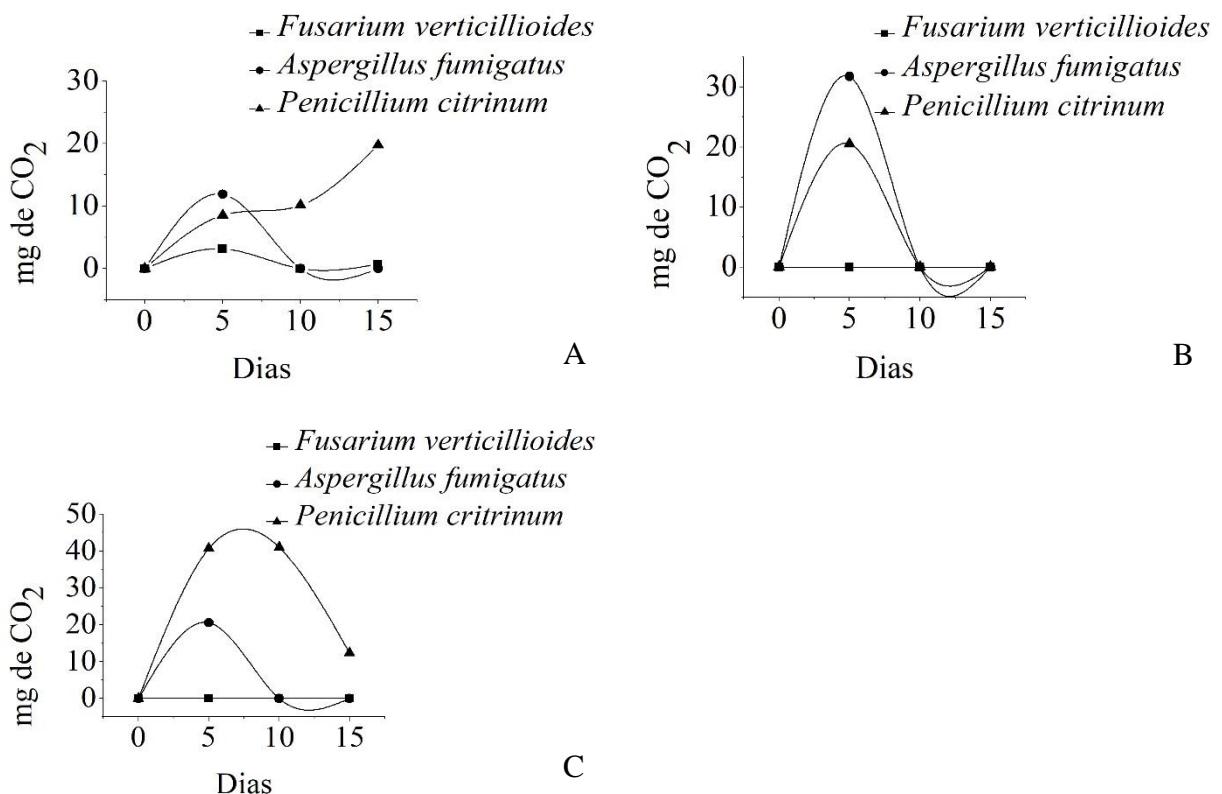 Fusarium verticillioides
Aspergillus fumigatus
Penicillium citrinum
30
20
10
0
mg de CO2
0 5 10 15
Dias
A
Fusarium verticillioides
Aspergillus fumigatus
Penicillium citrinum
30
20
10
0
mg de CO2
0 5 10 15
Dias
B
Fusarium verticillioides
Aspergillus fumigatus
Penicillium critrinum
50
40
30
20
10
0
mg de CO2
0 5 10 15
Dias
C